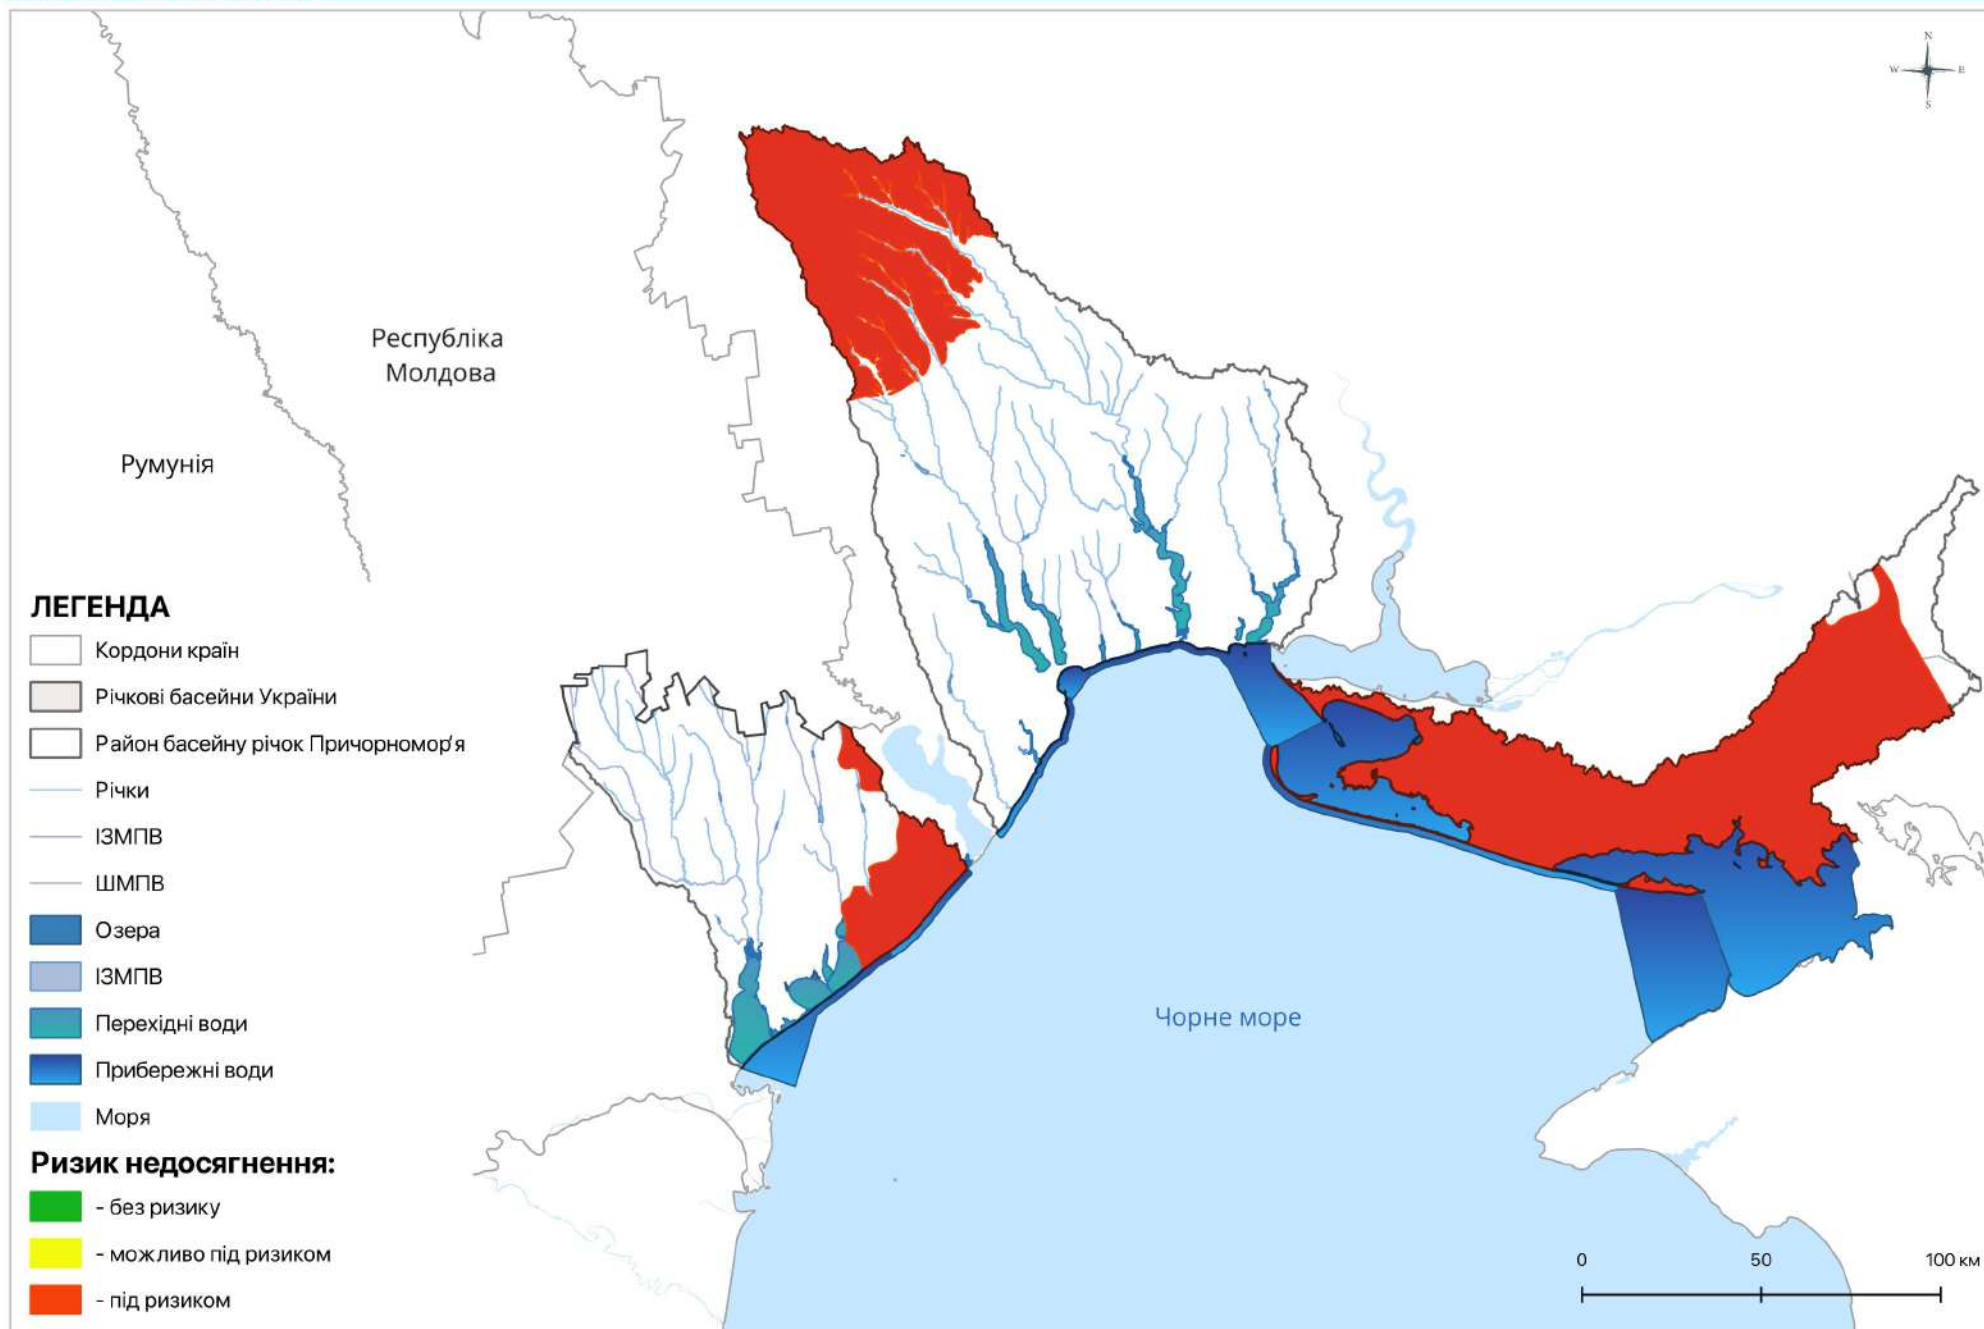 N
W
E
S
Республіка
Молдова
Румунія
ЛЕГЕНДА
Кордони країн
Річкові басейни України
Район басейну річок Причорномор'я
Річки
ІЗМПВ
ШМПВ
Озера
ІЗМПВ
Перехідні води
Прибережні води
Моря
Ризик недосягнення:
- без ризику
- можливо під ризиком
- під ризиком
Чорне море
0 50 100 км